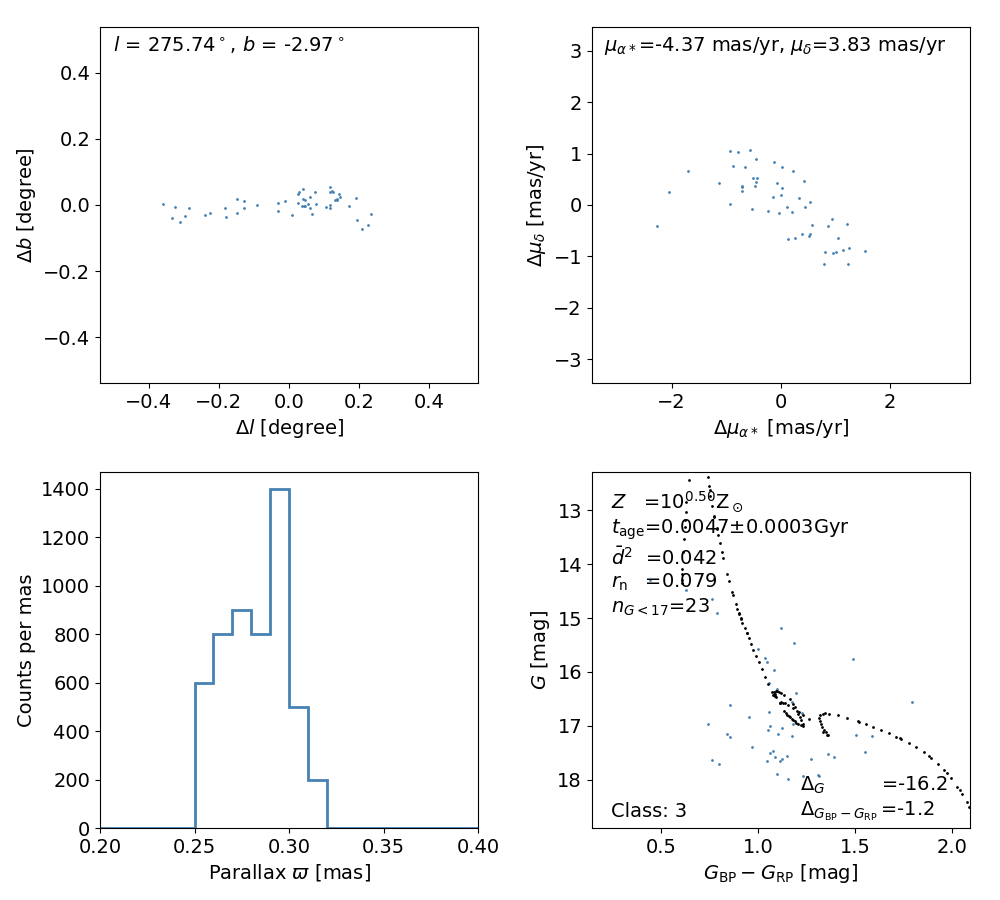 l = 275.74°, b = -2.97°
0.4
0.2
0.0
−0.2
−0.4
−0.4 −0.2 0.0 0.2 0.4
Δl [degree]
Δb [degree]
μα∗=-4.37 mas/yr, μδ=3.83 mas/yr
3
2
1
0
−1
−2
−3
−2 0 2
Δμα∗ [mas/yr]
Δμδ [mas/yr]
1400
1200
1000
800
600
400
200
0
0.20 0.25 0.30 0.35 0.40
Parallax ϖ [mas]
Counts per mas
Z =10^0.50 Z⊙
tage=0.0047±0.0003Gyr
d̄² =0.042
rn =0.079
nG<17=23
ΔG =-16.2
ΔGBP−GRP=-1.2
Class: 3
13
14
15
16
17
18
0.5 1.0 1.5 2.0
GBP − GRP [mag]
G [mag]